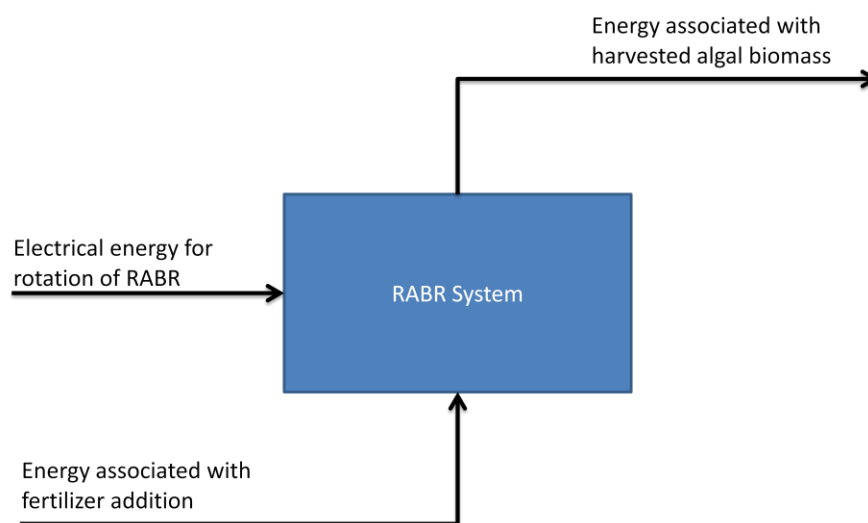 Energy associated with
harvested algal biomass
Electrical energy for
rotation of RABR
RABR System
Energy associated with
fertilizer addition